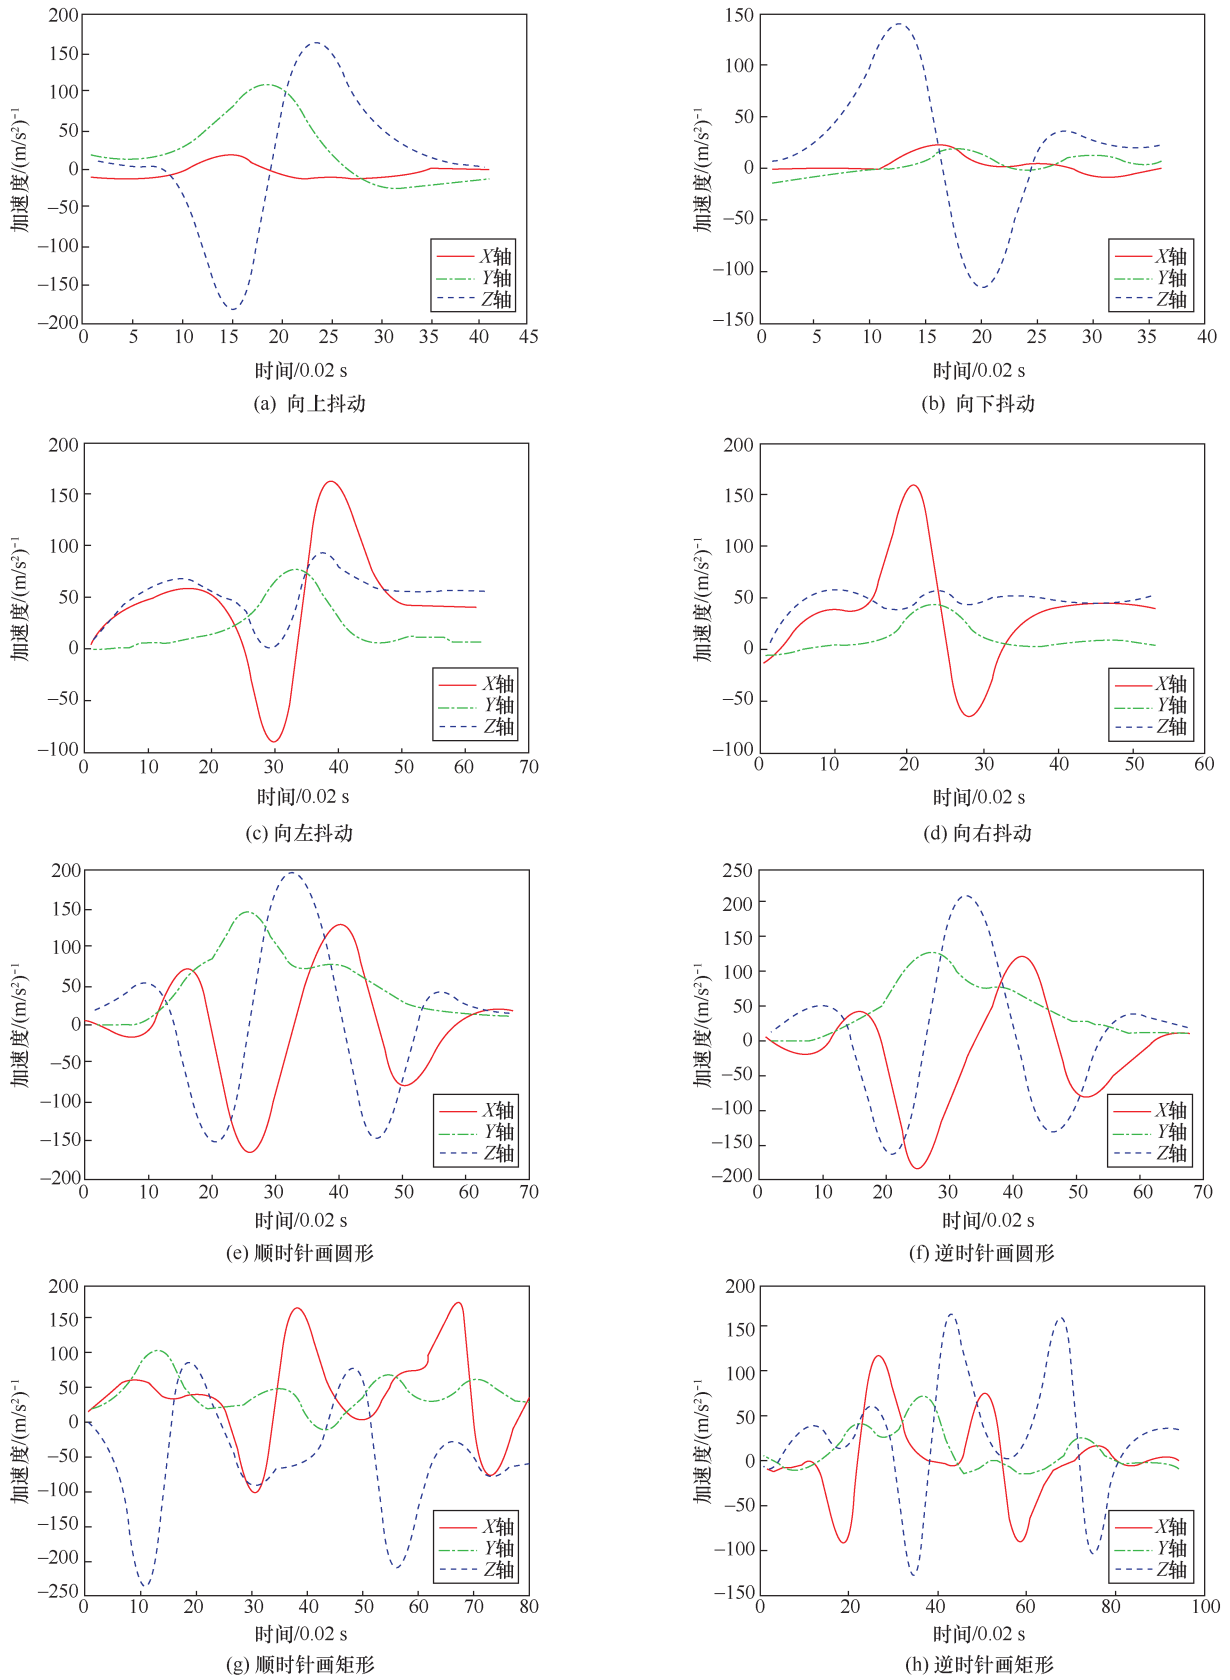 200
150
100
50
0
−50
−100
−150
−200
0
5
10
15
20
25
30
35
40
45
加速度/(m/s²)⁻¹
X轴
Y轴
Z轴
时间/0.02 s
(a) 向上抖动
150
100
50
0
−50
−100
−150
0
5
10
15
20
25
30
35
40
加速度/(m/s²)⁻¹
X轴
Y轴
Z轴
时间/0.02 s
(b) 向下抖动
200
150
100
50
0
−50
−100
0
10
20
30
40
50
60
70
加速度/(m/s²)⁻¹
X轴
Y轴
Z轴
时间/0.02 s
(c) 向左抖动
200
150
100
50
0
−50
−100
0
10
20
30
40
50
60
加速度/(m/s²)⁻¹
X轴
Y轴
Z轴
时间/0.02 s
(d) 向右抖动
200
150
100
50
0
−50
−100
−150
−200
0
10
20
30
40
50
60
70
加速度/(m/s²)⁻¹
X轴
Y轴
Z轴
时间/0.02 s
(e) 顺时针画圆形
250
200
150
100
50
0
−50
−100
−150
−200
0
10
20
30
40
50
60
70
加速度/(m/s²)⁻¹
X轴
Y轴
Z轴
时间/0.02 s
(f) 逆时针画圆形
200
150
100
50
0
−50
−100
−150
−200
−250
0
10
20
30
40
50
60
70
80
加速度/(m/s²)⁻¹
X轴
Y轴
Z轴
时间/0.02 s
(g) 顺时针画矩形
200
150
100
50
0
−50
−100
−150
0
20
40
60
80
100
加速度/(m/s²)⁻¹
X轴
Y轴
Z轴
时间/0.02 s
(h) 逆时针画矩形